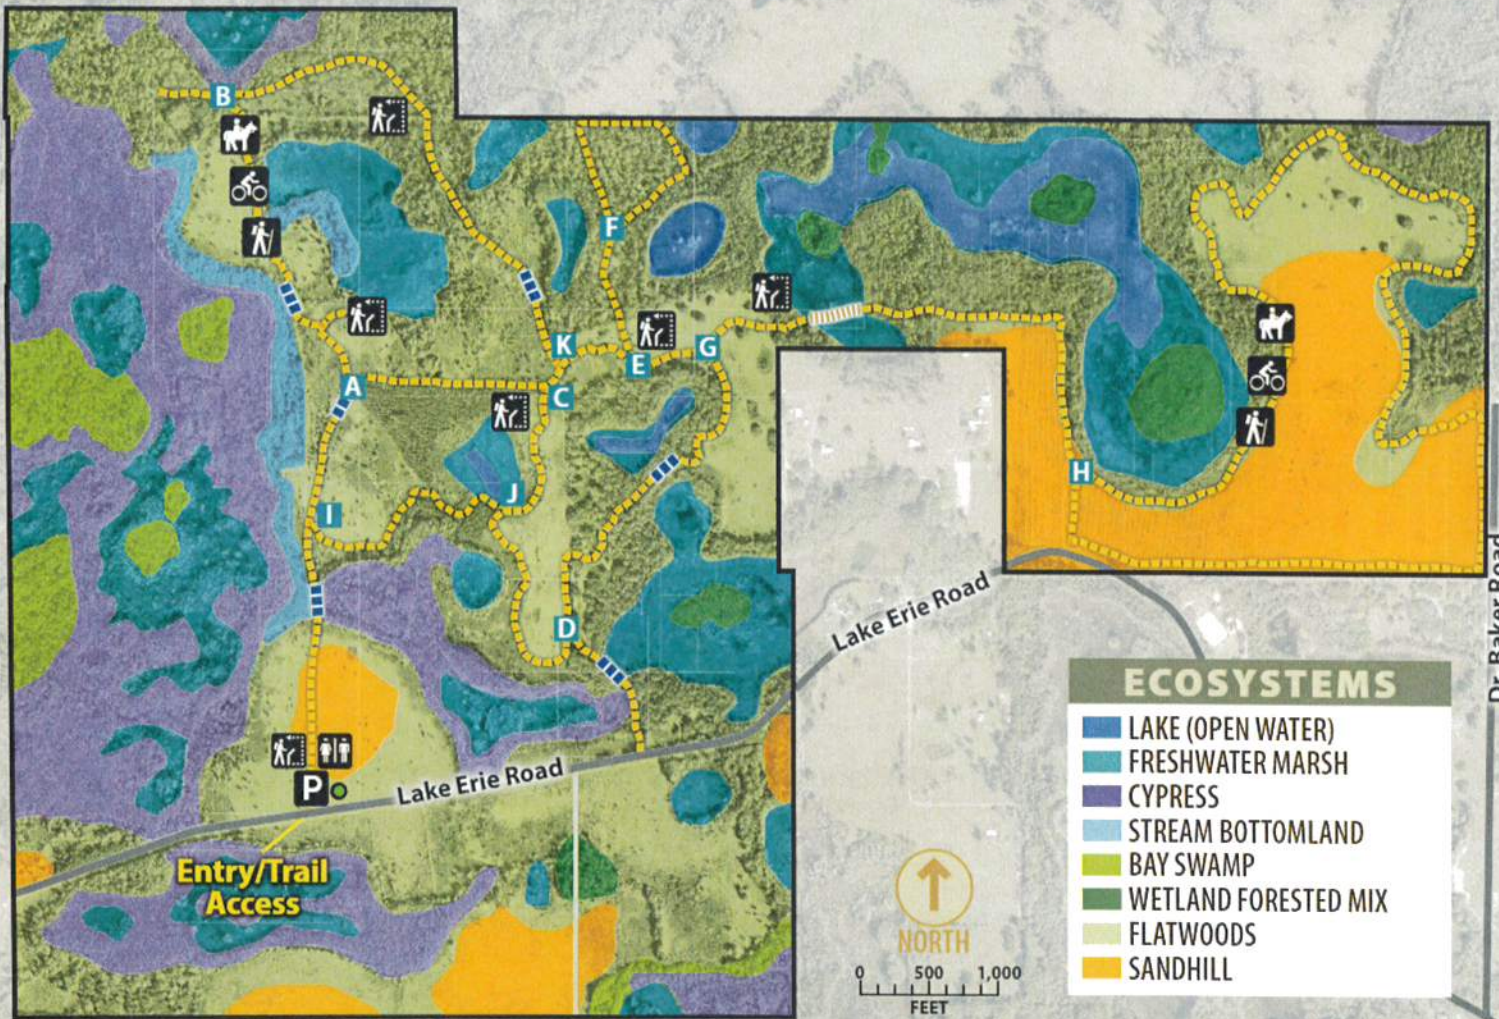 B
F
K
E
G
A
C
H
J
I
D
Lake Erie Road
Dr. Baker Road
P
Lake Erie Road
Entry/Trail
Access
NORTH
0 500 1,000
FEET
ECOSYSTEMS
LAKE (OPEN WATER)
FRESHWATER MARSH
CYPRESS
STREAM BOTTOMLAND
BAY SWAMP
WETLAND FORESTED MIX
FLATWOODS
SANDHILL